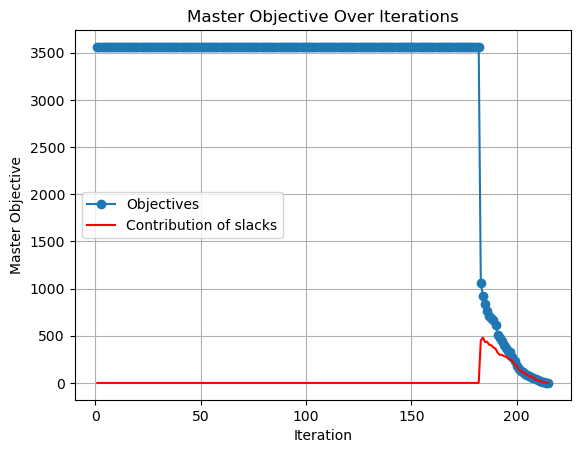 Master Objective Over Iterations
Master Objective
3500
3000
2500
2000
1500
1000
500
0
Objectives
Contribution of slacks
0
50
100
150
200
Iteration